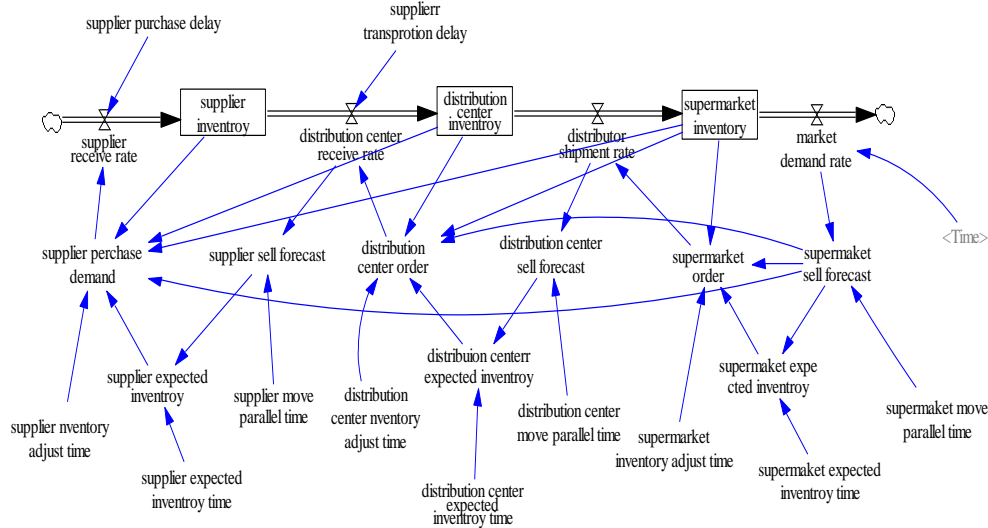 supplier purchase delay
supplierr
transprotion delay
supplier
inventroy
distribution
center
inventroy
supermarket
inventory
supplier
receive rate
distribution center
receive rate
distributor
shipment rate
market
demand rate
<Time>
supplier purchase
demand
supplier sell forecast
distribution
center order
distribution center
sell forecast
supermarket
order
supermaket
sell forecast
supplier expected
inventroy
supplier move
parallel time
distribution
center nventory
adjust time
distribuion centerr
expected inventroy
distribution center
move parallel time
supermaket expe
cted inventroy
supermaket move
parallel time
supplier nventory
adjust time
supplier expected
inventroy time
distribution center
expected
inventroy time
supermarket
inventory adjust time
supermaket expected
inventroy time